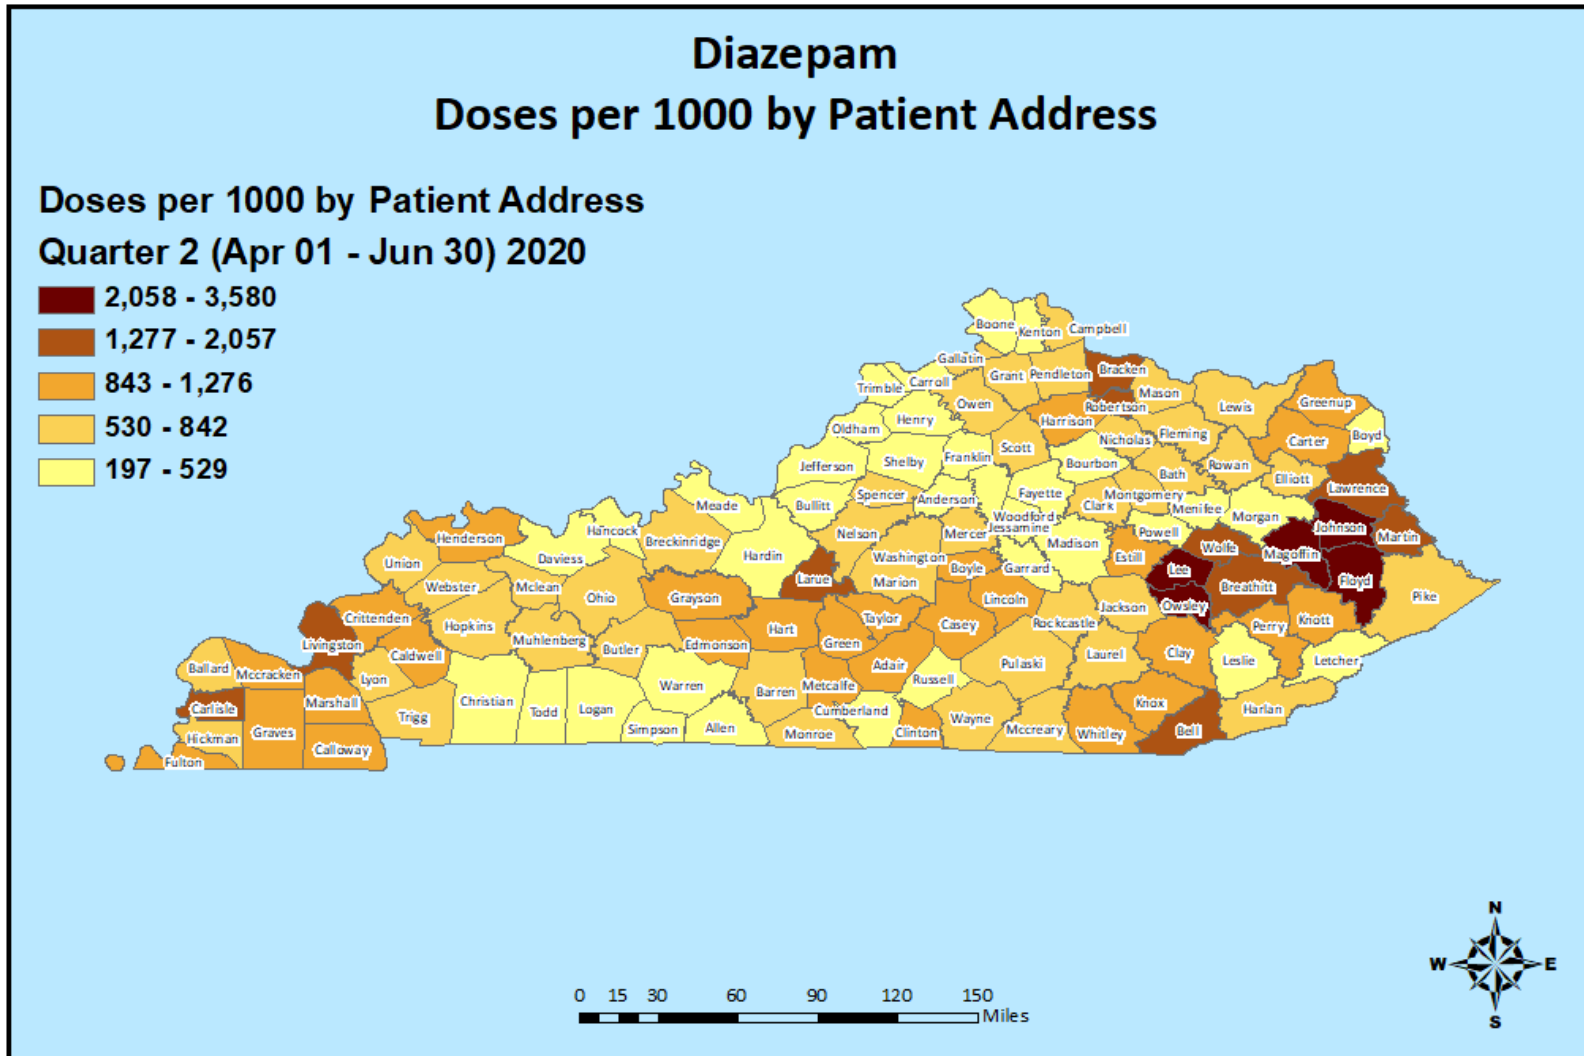 Diazepam
Doses per 1000 by Patient Address
Doses per 1000 by Patient Address
Quarter 2 (Apr 01 - Jun 30) 2020
2,058 - 3,580
1,277 - 2,057
843 - 1,276
530 - 842
197 - 529
Boone
Kenton
Campbell
Gallatin
Grant
Pendleton
Bracken
Trimble
Carroll
Mason
Owen
Robertson
Lewis
Greenup
Henry
Harrison
Oldham
Nicholas
Fleming
Carter
Boyd
Scott
Jefferson
Shelby
Franklin
Bourbon
Rowan
Bath
Elliott
Lawrence
Spencer
Anderson
Fayette
Montgomery
Clark
Menifee
Morgan
Meade
Bullitt
Woodford
Jessamine
Johnson
Hancock
Nelson
Mercer
Powell
Martin
Henderson
Breckinridge
Madison
Wolfe
Magoffin
Daviess
Hardin
Washington
Estill
Union
Boyle
Garrard
Lee
Floyd
Larue
Marion
Breathitt
Webster
Mclean
Ohio
Grayson
Lincoln
Jackson
Owsley
Pike
Crittenden
Hopkins
Taylor
Casey
Rockcastle
Perry
Knott
Livingston
Muhlenberg
Butler
Edmonson
Hart
Green
Caldwell
Adair
Pulaski
Laurel
Clay
Leslie
Letcher
Ballard
Mccracken
Lyon
Warren
Barren
Metcalfe
Russell
Marshall
Christian
Todd
Logan
Cumberland
Knox
Harlan
Carlisle
Trigg
Simpson
Allen
Monroe
Clinton
Wayne
Mccreary
Whitley
Bell
Hickman
Graves
Calloway
Fulton
N
W
E
S
0 15 30 60 90 120 150
Miles